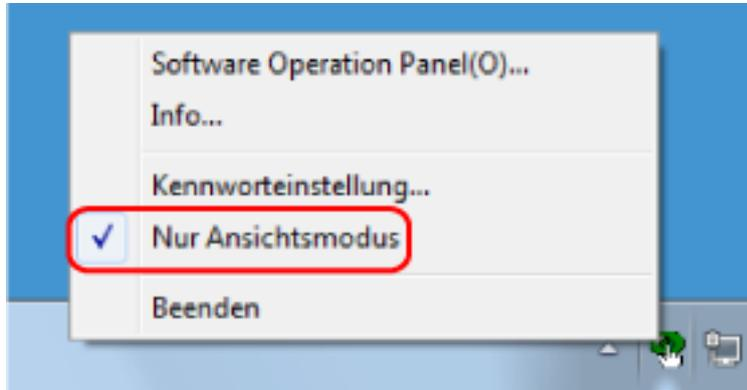 Software Operation Panel(O)...
Info...
Kennworteinstellung...
Nur Ansichtsmodus
Beenden